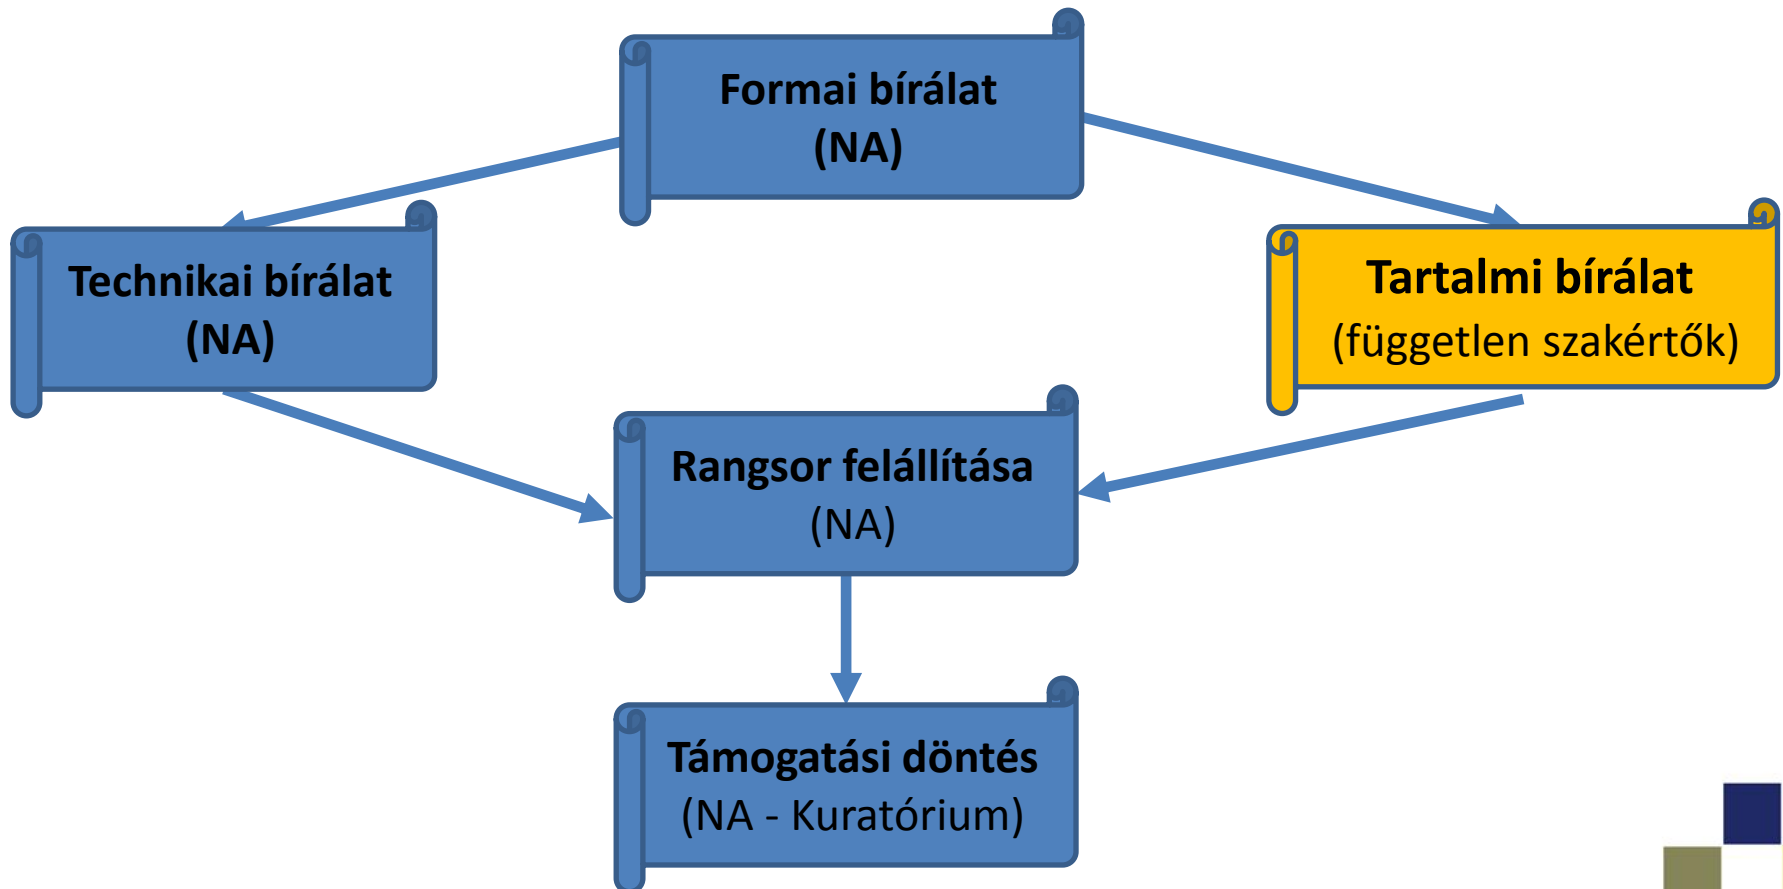 Formai bírálat
(NA)
Technikai bírálat
(NA)
Tartalmi bírálat
(független szakértők)
Rangsor felállítása
(NA)
Támogatási döntés
(NA - Kuratórium)